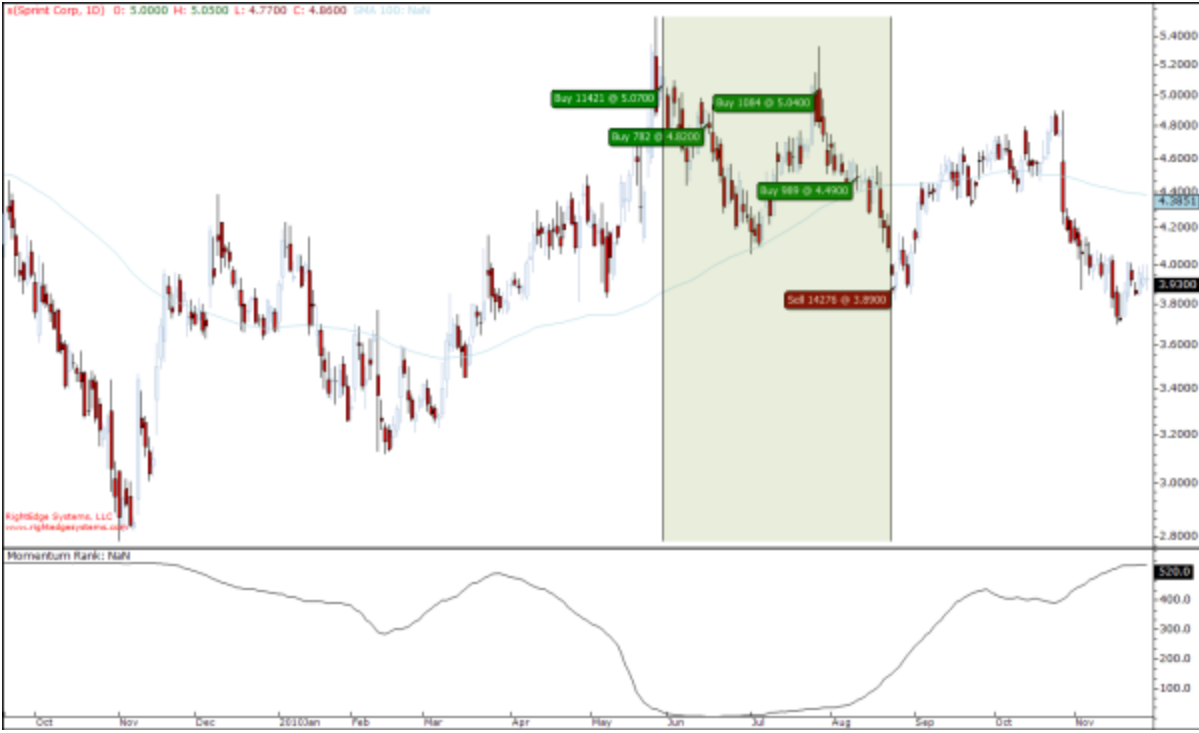 s(Sprint Corp, 1D) O: 5.0000 H: 5.0500 L: 4.7700 C: 4.8600 SMA 100: NaN
5.4000
5.2000
Buy 11421 @ 5.0700
Buy 1084 @ 5.0400
5.0000
Buy 782 @ 4.8200
4.8000
4.6000
Buy 989 @ 4.4900
4.4000
4.3851
4.2000
4.0000
3.9300
Sell 14276 @ 3.8900
3.8000
3.6000
3.4000
3.2000
3.0000
RightEdge Systems, LLC
www.rightedgesystems.com
2.8000
Momentum Rank: NaN
520.0
400.0
300.0
200.0
100.0
Oct Nov Dec 2010Jan Feb Mar Apr May Jun Jul Aug Sep Oct Nov